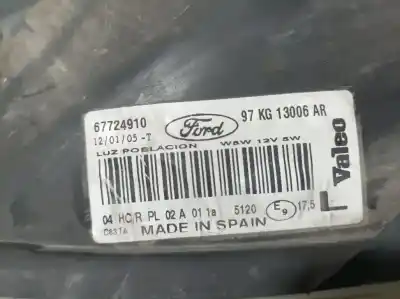 67724910
12/01/05-T
Ford
97 KG 13006 AR
LUZ POBLACION W5W 12V 5W
04 HC/R PL 02 A 01 1a 5120 E9 17,5
MADE IN SPAIN
Valeo